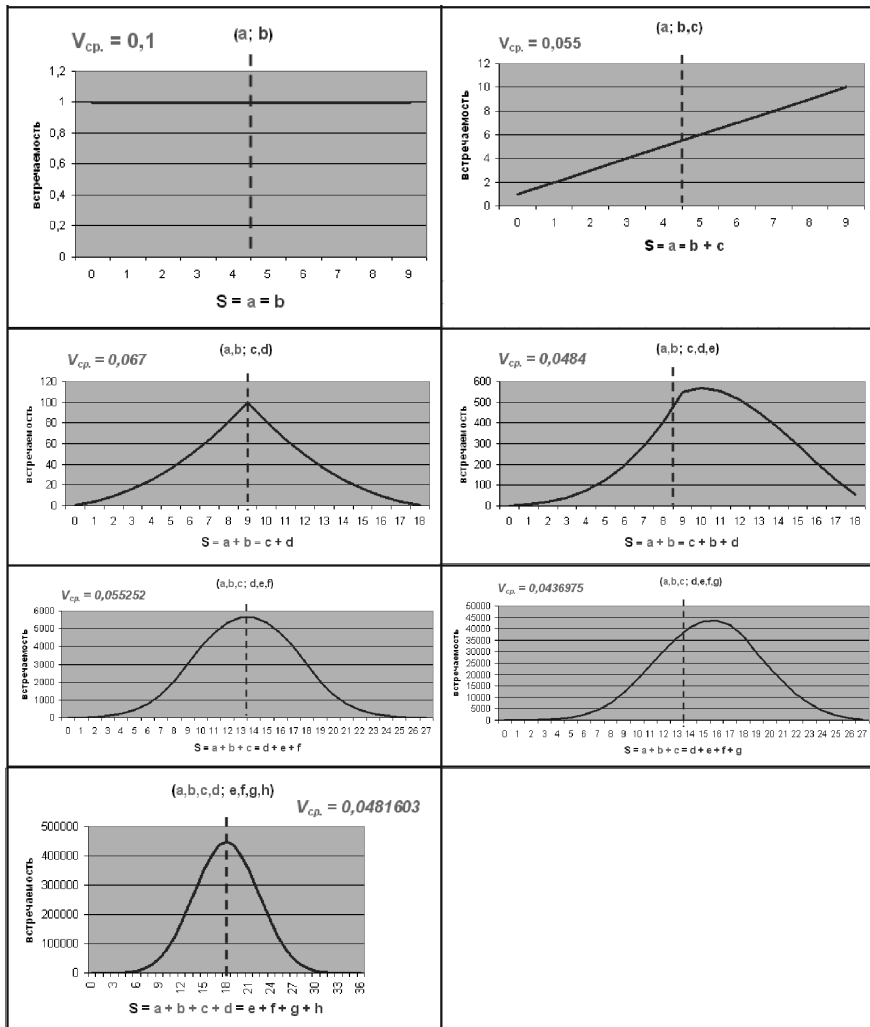 V ср. = 0,1
(a; b)
встречаемость
1,2
1
0,8
0,6
0,4
0,2
0
0 1 2 3 4 5 6 7 8 9
S = a = b
(a; b,c)
V ср. = 0,055
встречаемость
12
10
8
6
4
2
0
0 1 2 3 4 5 6 7 8 9
S = a = b + c
(a,b; c,d)
V ср. = 0,067
встречаемость
120
100
80
60
40
20
0
0 1 2 3 4 5 6 7 8 9 10 11 12 13 14 15 16 17 18
S = a + b = c + d
(a,b; c,d,e)
V ср. = 0,0484
встречаемость
600
500
400
300
200
100
0
0 1 2 3 4 5 6 7 8 9 10 11 12 13 14 15 16 17 18
S = a + b = c + b + d
(a,b,c; d,e,f)
V ср. = 0,055252
встречаемость
6000
5000
4000
3000
2000
1000
0
0 1 2 3 4 5 6 7 8 9 10 11 12 13 14 15 16 17 18 19 20 21 22 23 24 25 26 27
S = a + b + c = d + e + f
(a,b,c; d,e,f,g)
V ср. = 0,0436975
встречаемость
50000
45000
40000
35000
30000
25000
20000
15000
10000
5000
0
0 1 2 3 4 5 6 7 8 9 10 11 12 13 14 15 16 17 18 19 20 21 22 23 24 25 26 27
S = a + b + c = d + e + f + g
(a,b,c,d; e,f,g,h)
V ср. = 0,0481603
встречаемость
500000
400000
300000
200000
100000
0
0 3 6 9 12 15 18 21 24 27 30 33 36
S = a + b + c + d = e + f + g + h